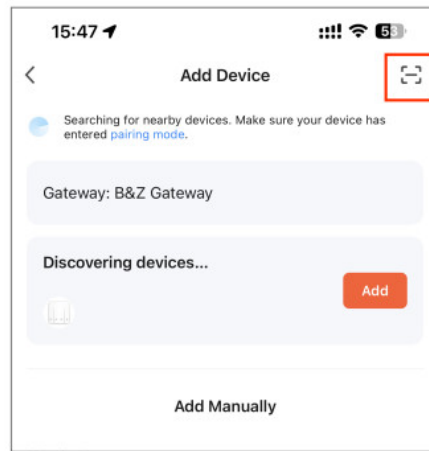 15:47
53
Add Device
Searching for nearby devices. Make sure your device has
entered pairing mode.
Gateway: B&Z Gateway
Discovering devices...
Add
Add Manually